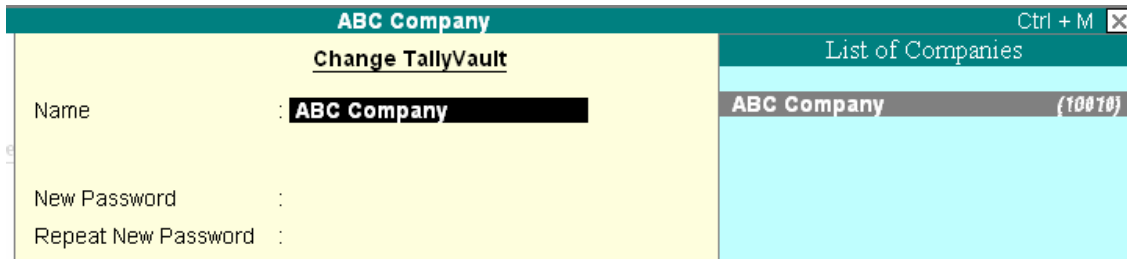 ABC Company Ctrl + M
Change TallyVault
List of Companies
Name : ABC Company
ABC Company (10010)
New Password :
Repeat New Password :